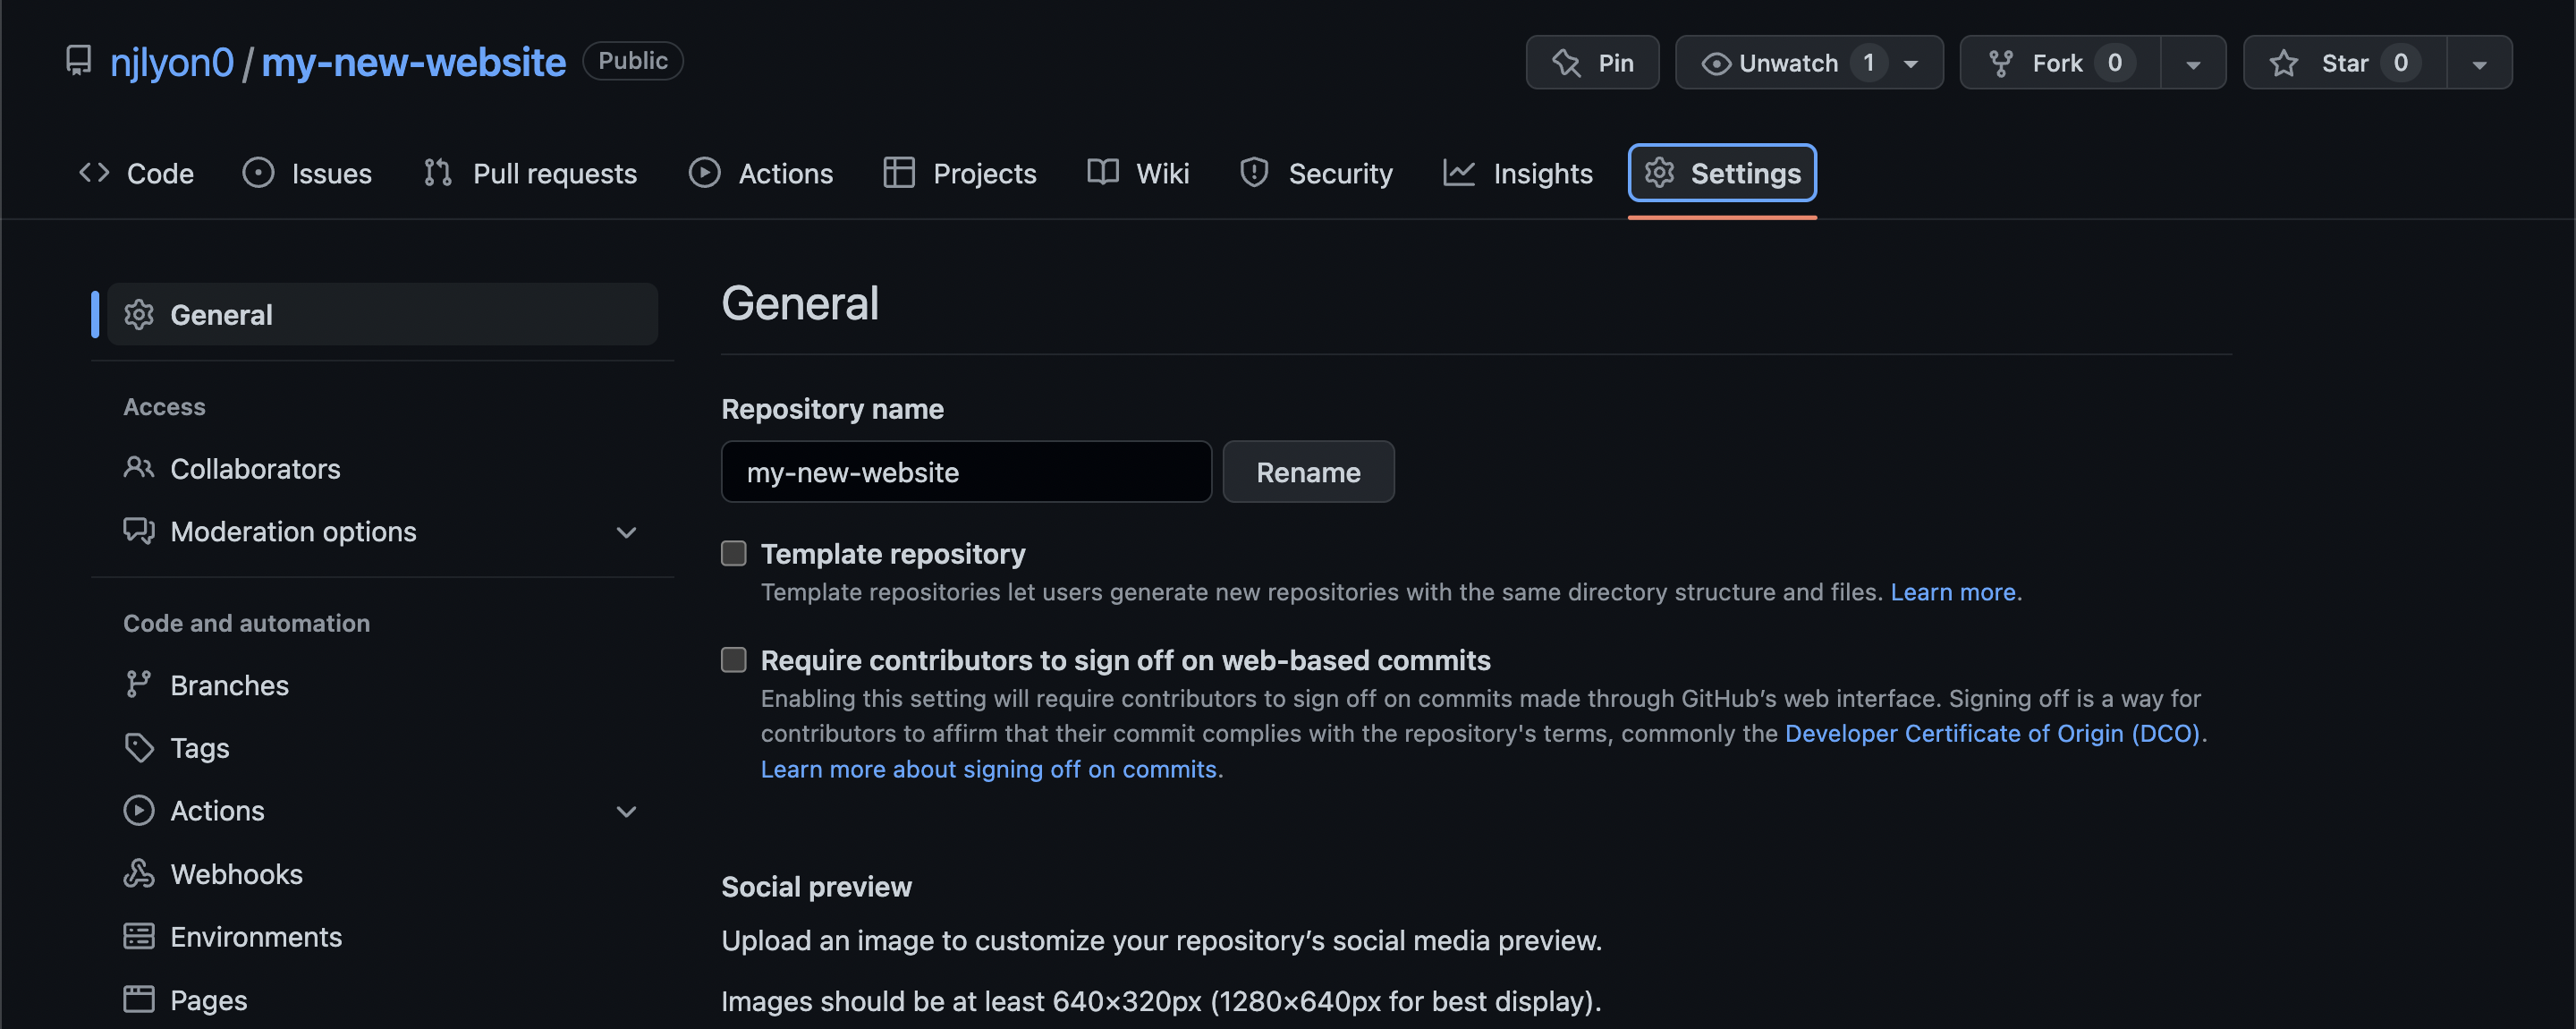 njlyon0 / my-new-website Public
Pin
Unwatch 1
Fork 0
Star 0
Code
Issues
Pull requests
Actions
Projects
Wiki
Security
Insights
Settings
General
Access
Collaborators
Moderation options
Code and automation
Branches
Tags
Actions
Webhooks
Environments
Pages
General
Repository name
my-new-website
Rename
Template repository
Template repositories let users generate new repositories with the same directory structure and files. Learn more.
Require contributors to sign off on web-based commits
Enabling this setting will require contributors to sign off on commits made through GitHub’s web interface. Signing off is a way for
contributors to affirm that their commit complies with the repository's terms, commonly the Developer Certificate of Origin (DCO).
Learn more about signing off on commits.
Social preview
Upload an image to customize your repository’s social media preview.
Images should be at least 640×320px (1280×640px for best display).